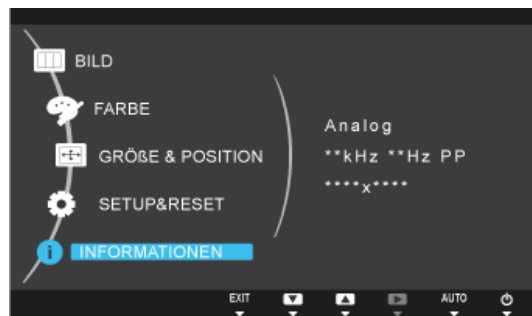 BILD
FARBE
GRÖßE & POSITION
SETUP&RESET
INFORMATIONEN
Analog
**kHz **Hz PP
****x****
EXIT AUTO